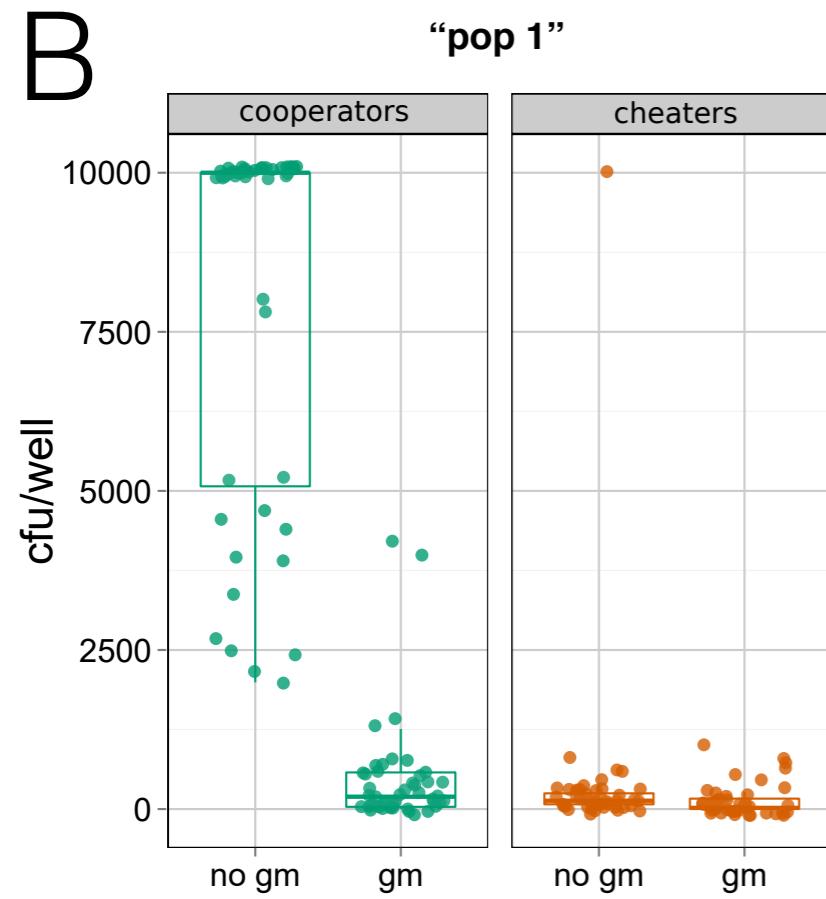 B
“pop 1”
cooperators
cheaters
cfu/well
10000
7500
5000
2500
0
no gm
gm
no gm
gm